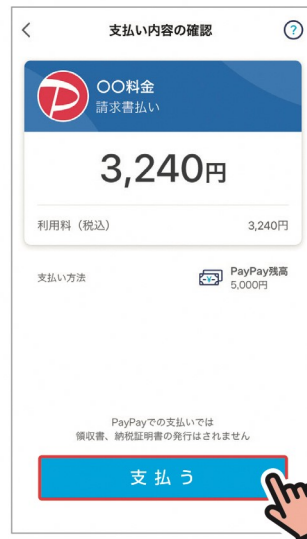 支払い内容の確認
?
〇〇料金
請求書払い
3,240円
利用料（税込） 3,240円
支払い方法 PayPay残高
5,000円
PayPayでの支払いでは
領収書、納税証明書の発行はされません
支払う